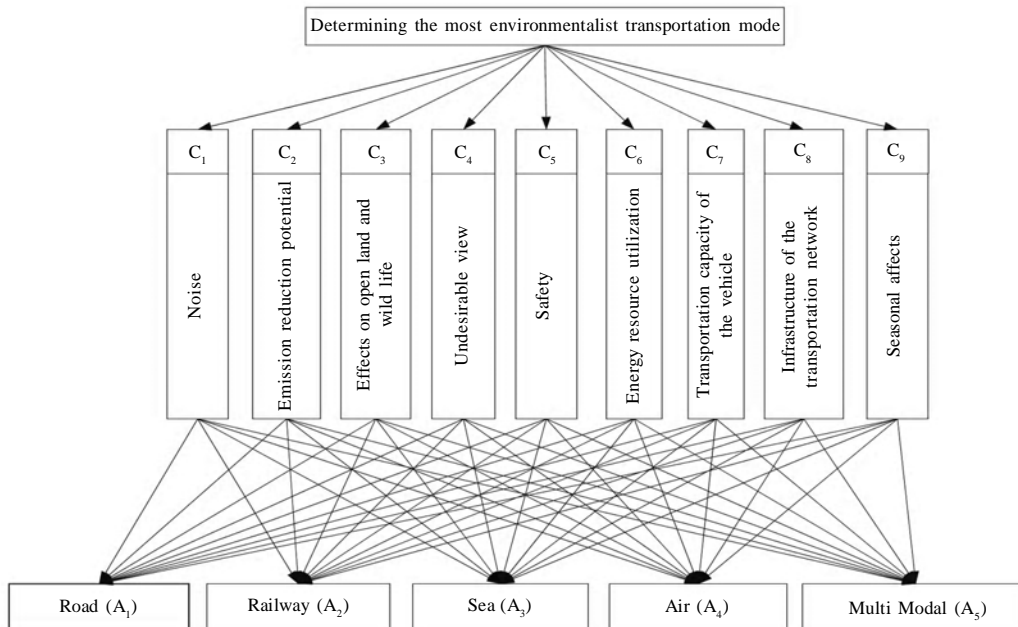 Determining the most environmentalist transportation mode
C₁
C₂
C₃
C₄
C₅
C₆
C₇
C₈
C₉
Noise
Emission reduction potential
Effects on open land and
wild life
Undesirable view
Safety
Energy resource utilization
Transportation capacity of
the vehicle
Infrastructure of the
transportation network
Seasonal affects
Road (A₁)
Railway (A₂)
Sea (A₃)
Air (A₄)
Multi Modal (A₅)